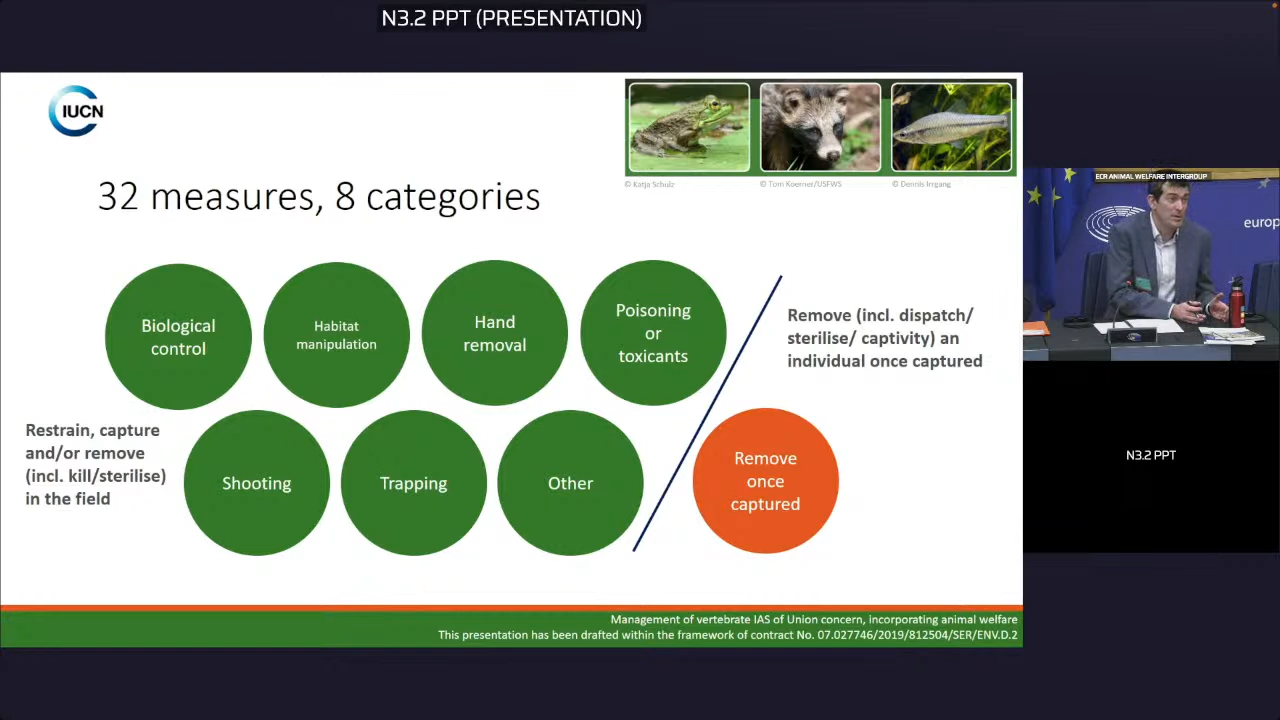 N3.2 PPT (PRESENTATION)
IUCN
© Katja Schulz
© Tom Koerner/USFWS
© Dennis Irrgang
32 measures, 8 categories
Biological
control
Habitat
manipulation
Hand
removal
Poisoning
or
toxicants
Remove (incl. dispatch/
sterilise/ captivity) an
individual once captured
Restrain, capture
and/or remove
(incl. kill/sterilise)
in the field
Shooting
Trapping
Other
Remove
once
captured
Management of vertebrate IAS of Union concern, incorporating animal welfare
This presentation has been drafted within the framework of contract No. 07.027746/2019/812504/SER/ENV.D.2
ECR ANIMAL WELFARE INTERGROUP
europ
N3.2 PPT